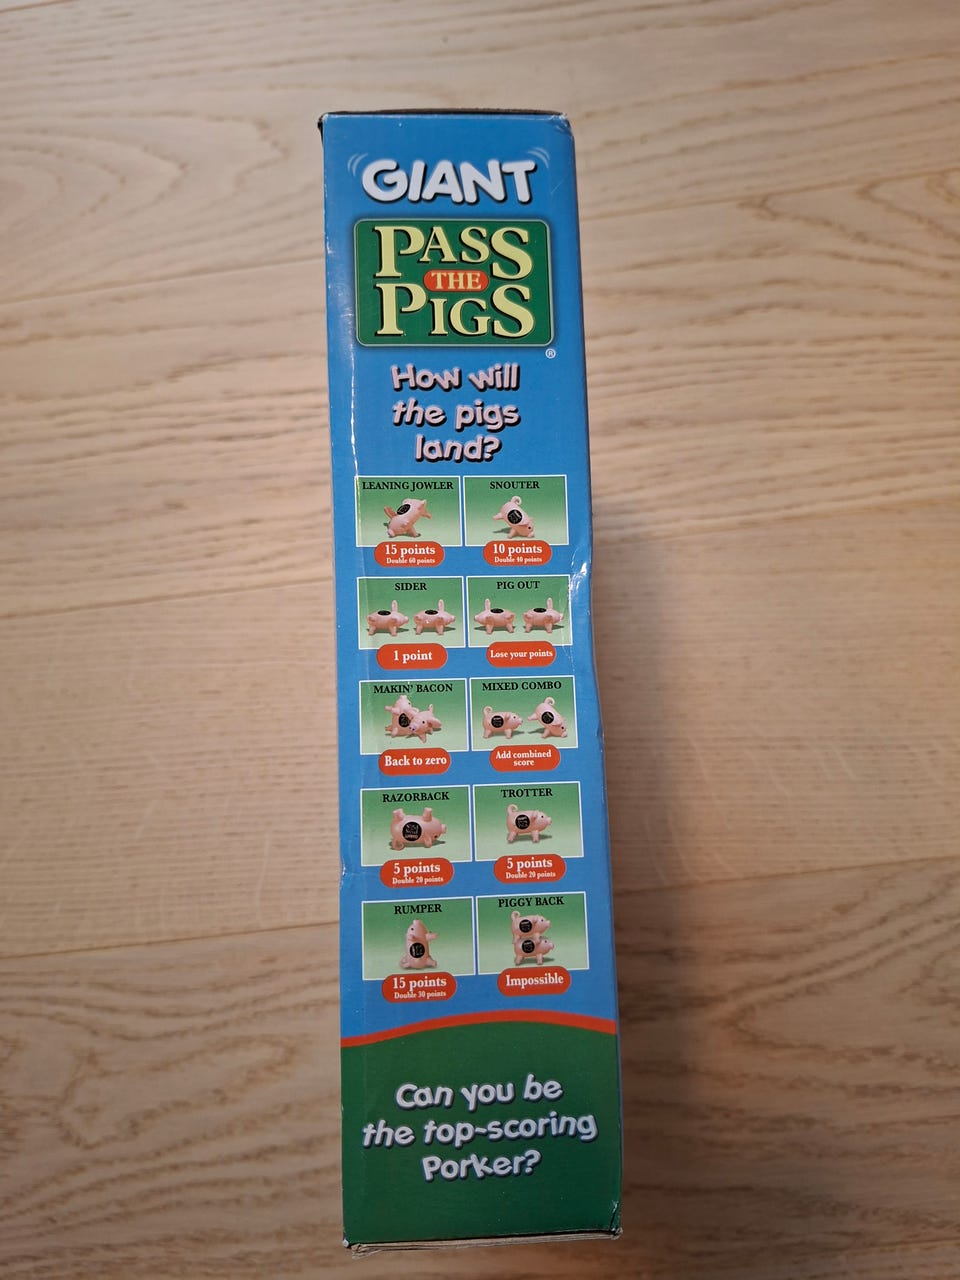 GIANT
PASS
THE
PIGS
®
How will
the pigs
land?
LEANING JOWLER
15 points
Double 60 points
SNOUTER
10 points
Double 40 points
SIDER
1 point
PIG OUT
Lose your points
MAKIN' BACON
Back to zero
MIXED COMBO
Add combined
score
RAZORBACK
5 points
Double 20 points
TROTTER
5 points
Double 20 points
RUMPER
15 points
Double 30 points
PIGGY BACK
Impossible
Can you be
the top-scoring
Porker?